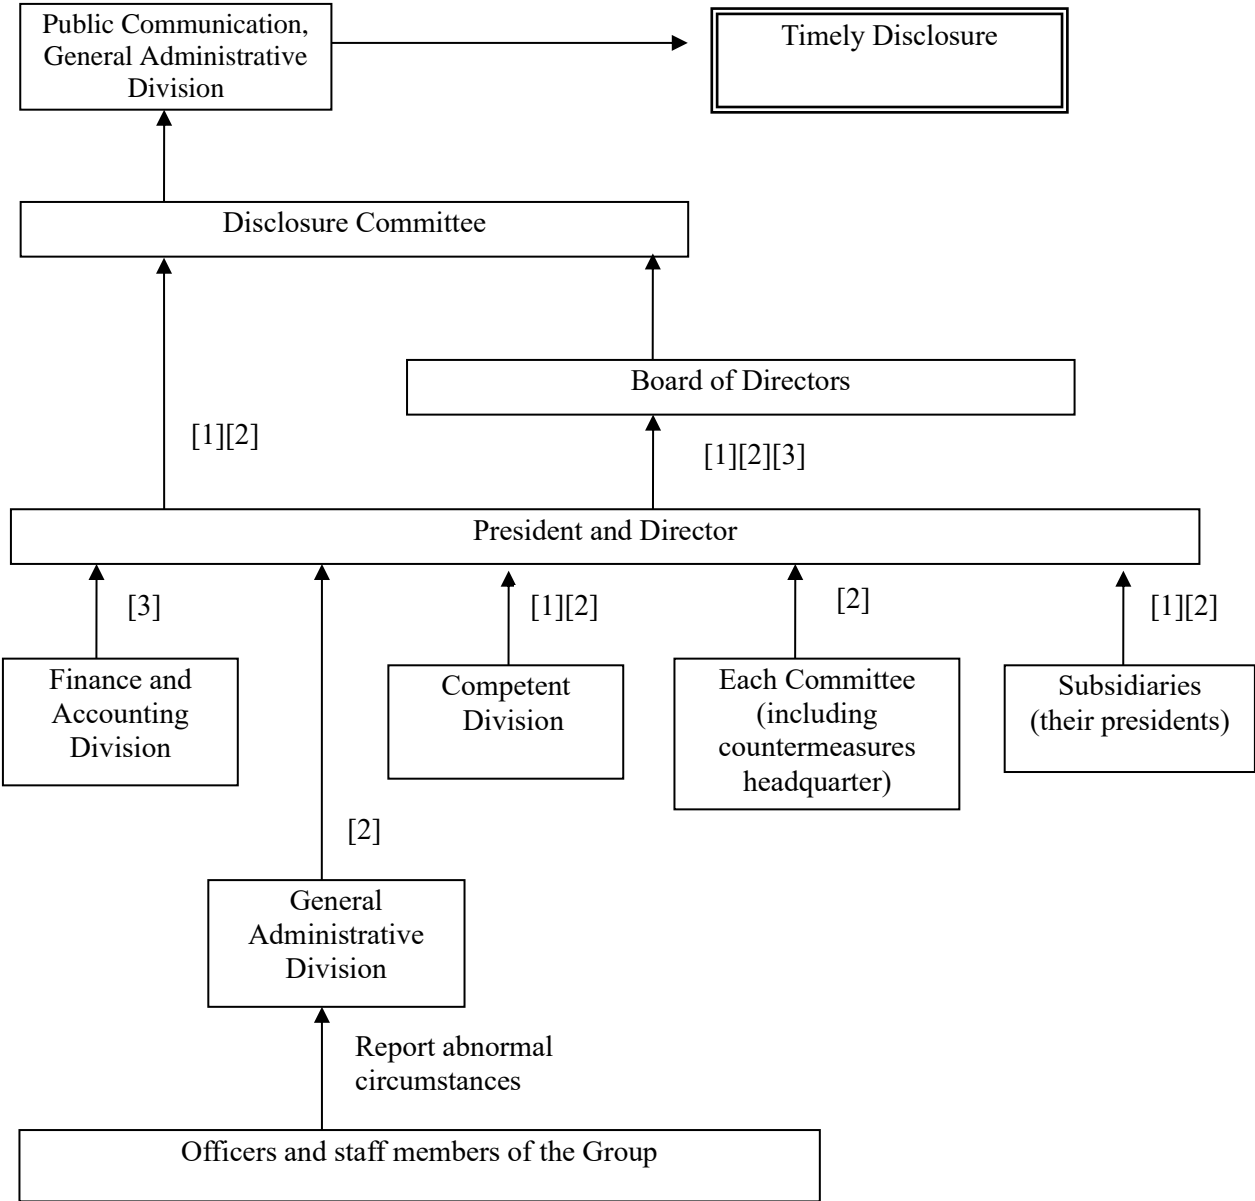 Public Communication,
General Administrative
Division
Timely Disclosure
Disclosure Committee
Board of Directors
[1][2]
[1][2][3]
President and Director
[3]
[1][2]
[2]
[1][2]
Finance and
Accounting
Division
Competent
Division
Each Committee
(including
countermeasures
headquarter)
Subsidiaries
(their presidents)
[2]
General
Administrative
Division
Report abnormal
circumstances
Officers and staff members of the Group